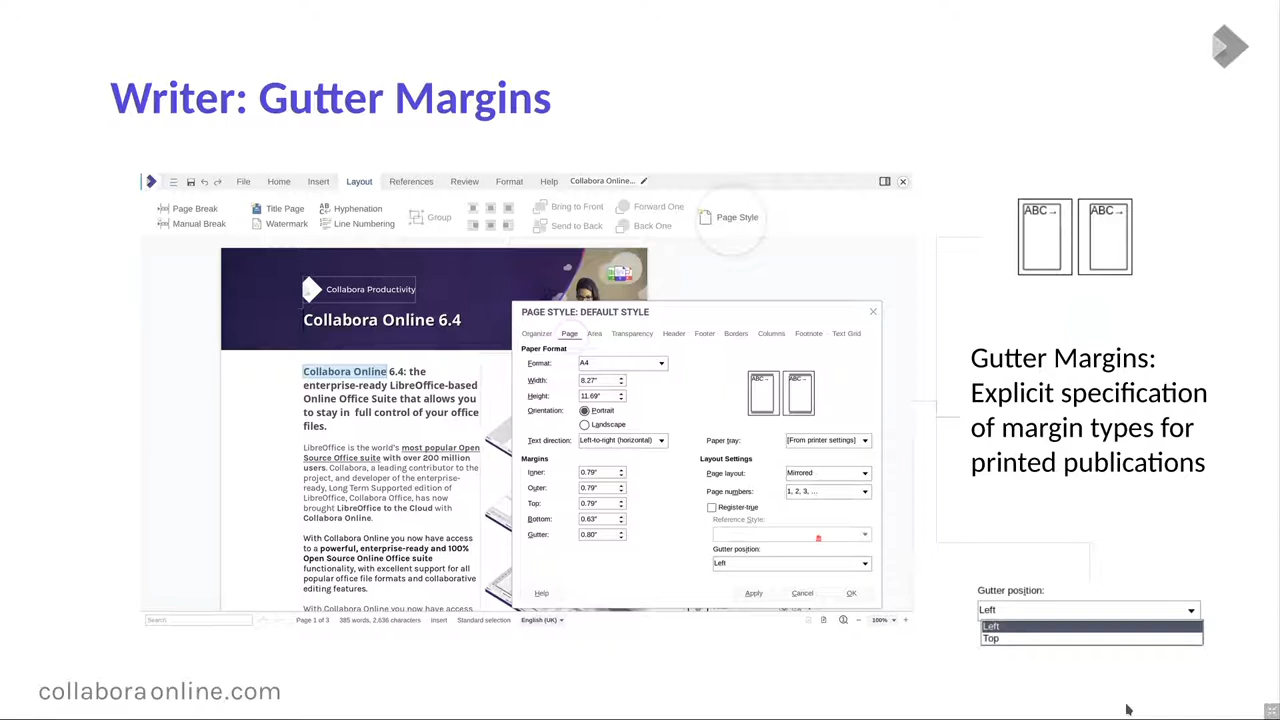 Writer: Gutter Margins
File Home Insert Layout References Review Format Help Collabora Online...
Page Break Title Page Hyphenation Group Bring to Front Forward One Page Style
Manual Break Watermark Line Numbering Send to Back Back One
Collabora Productivity
Collabora Online 6.4
Collabora Online 6.4: the
enterprise-ready LibreOffice-based
Online Office Suite that allows you
to stay in full control of your office
files.
LibreOffice is the world's most popular Open
Source Office suite with over 200 million
users. Collabora, a leading contributor to the
project, and developer of the enterprise-
ready, Long Term Supported edition of
LibreOffice, Collabora Office, has now
brought LibreOffice to the Cloud with
Collabora Online.
With Collabora Online you now have access
to a powerful, enterprise-ready and 100%
Open Source Online Office suite
functionality, with excellent support for all
popular office file formats and collaborative
editing features.
With Collabora Online you now have access
PAGE STYLE: DEFAULT STYLE
Organizer Page Area Transparency Header Footer Borders Columns Footnote Text Grid
Paper Format
Format: A4
Width: 8.27"
Height: 11.69"
Orientation: Portrait
Landscape
Text direction: Left-to-right (horizontal)
ABC→ ABC→
Paper tray: [From printer settings]
Margins
Inner: 0.79"
Outer: 0.79"
Top: 0.79"
Bottom: 0.63"
Gutter: 0.80"
Layout Settings
Page layout: Mirrored
Page numbers: 1, 2, 3, ...
Register-true
Reference Style:
Gutter position:
Left
Help Apply Cancel OK
Search Page 1 of 3 385 words, 2,636 characters Insert Standard selection English (UK) 100%
ABC→ ABC→
Gutter Margins:
Explicit specification
of margin types for
printed publications
Gutter position:
Left
Left
Top
collaboraonline.com